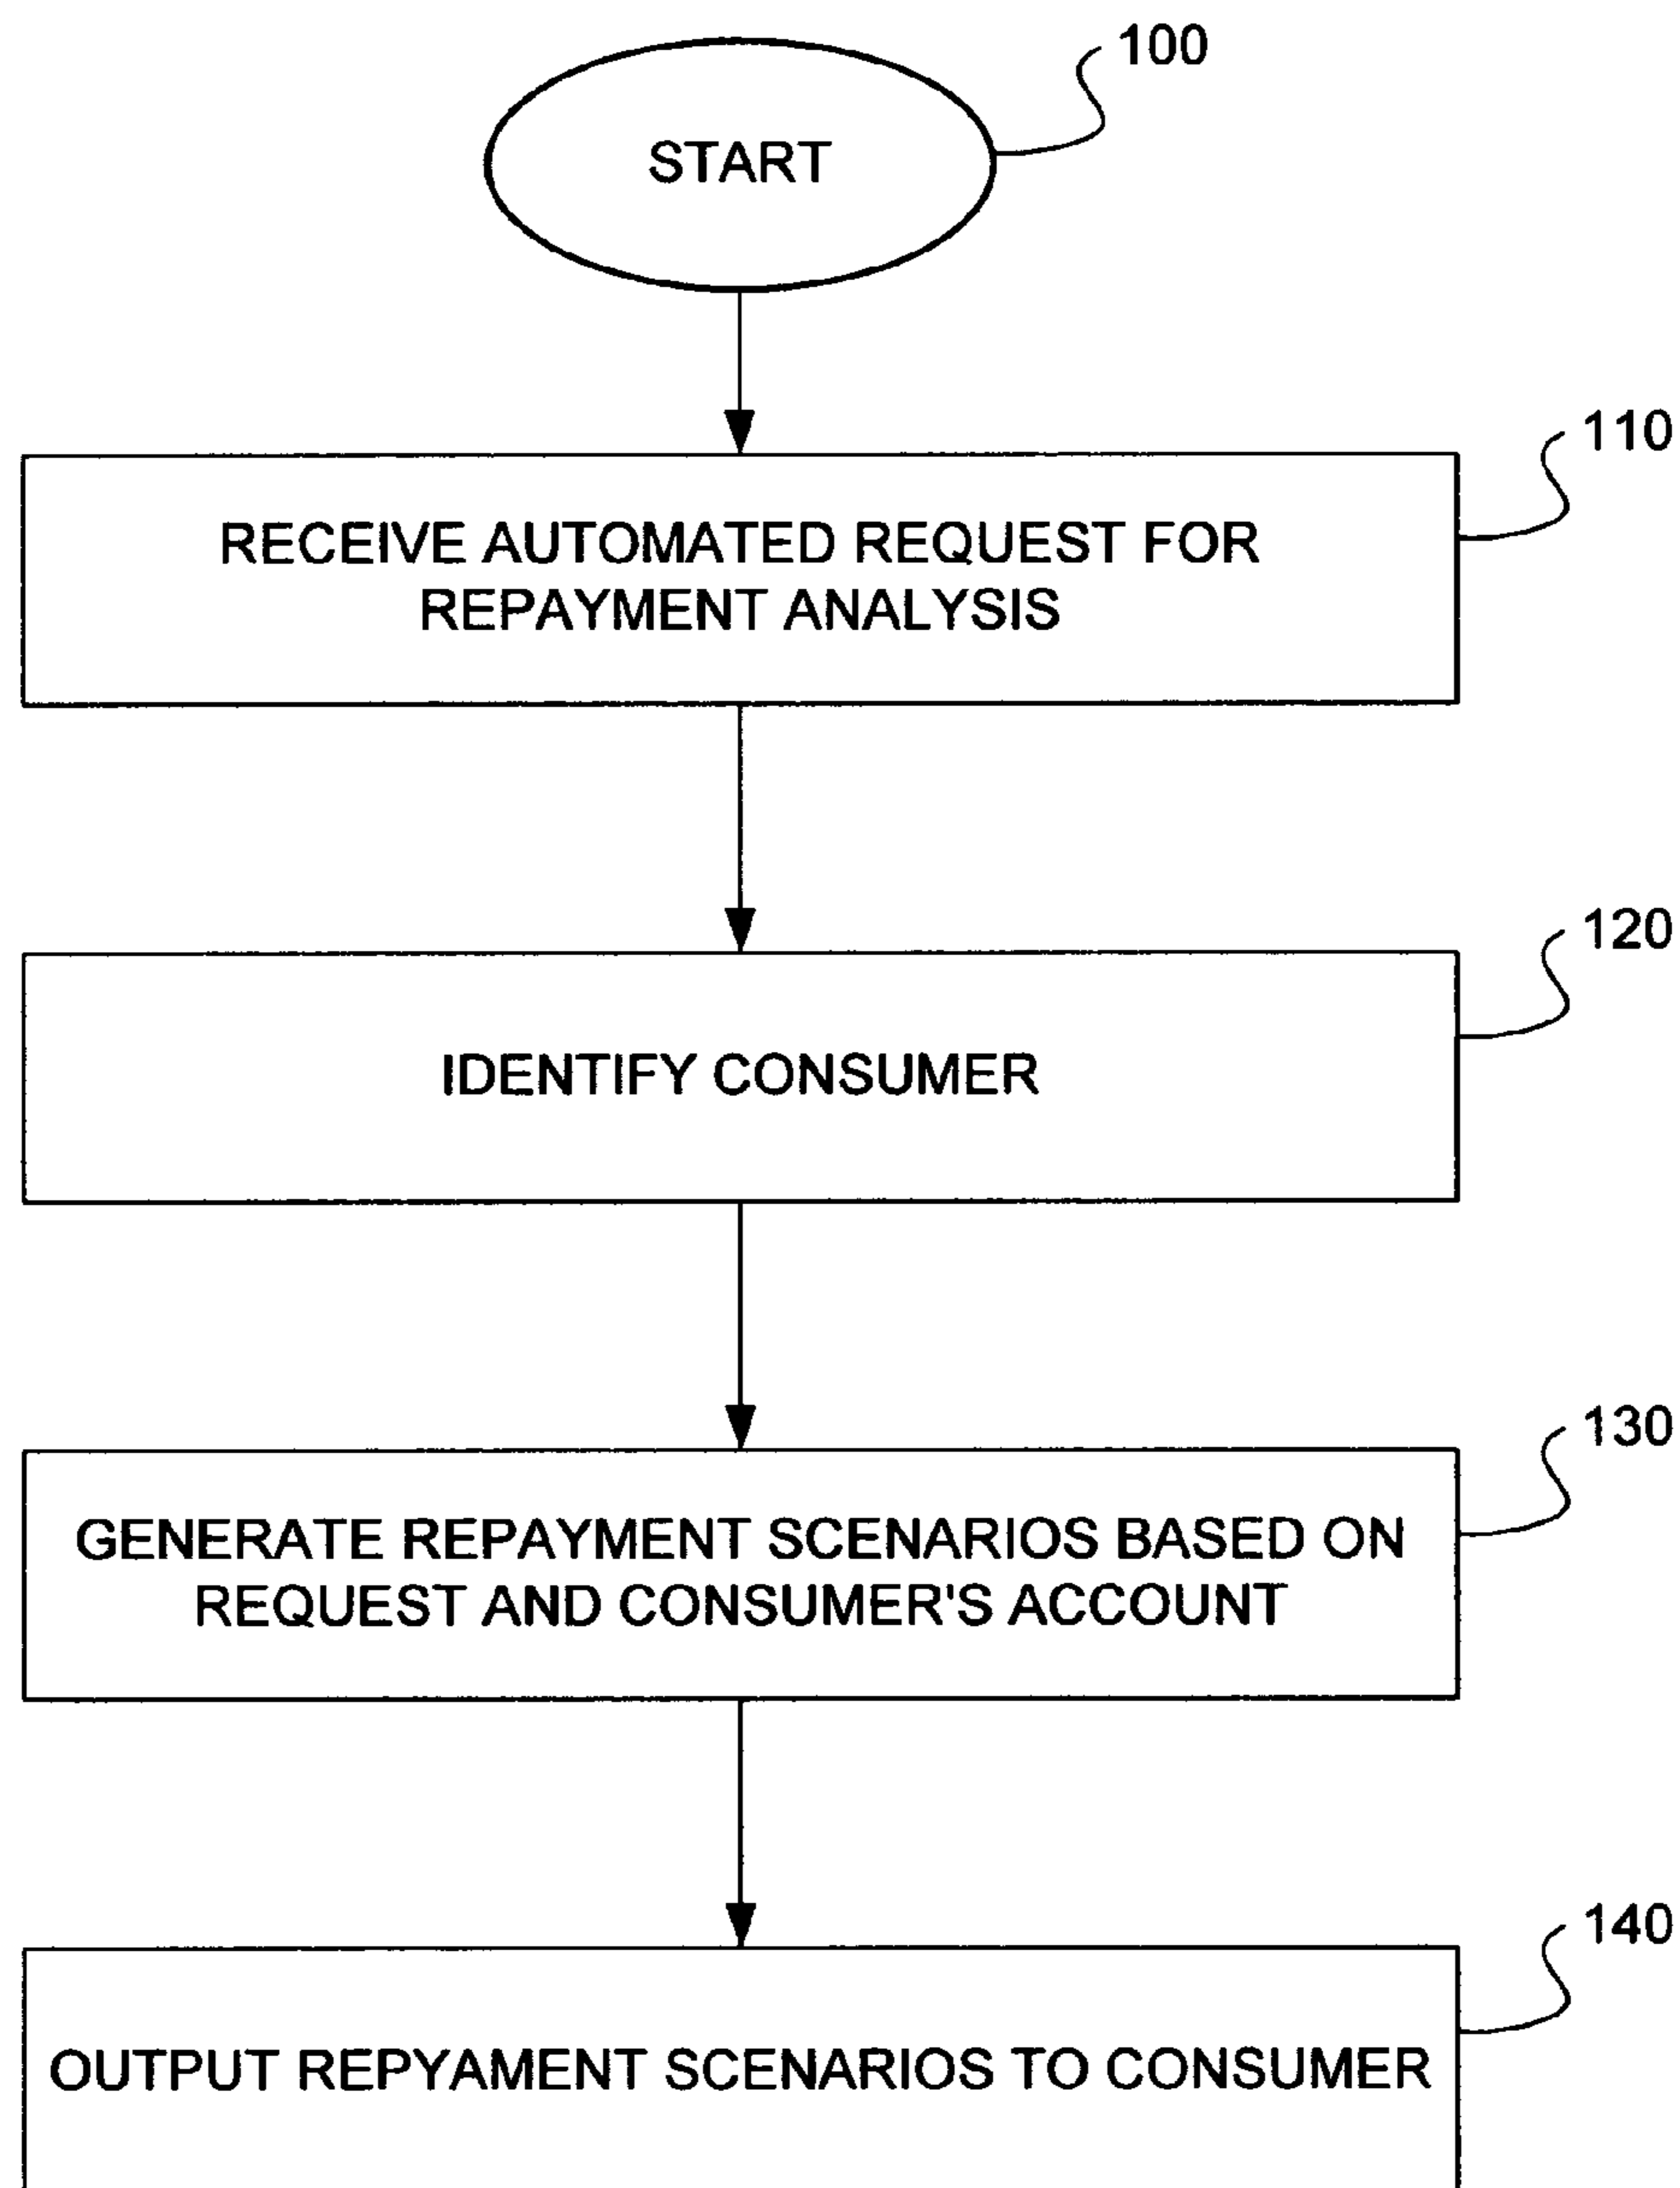 100
START
110
RECEIVE AUTOMATED REQUEST FOR
REPAYMENT ANALYSIS
120
IDENTIFY CONSUMER
130
GENERATE REPAYMENT SCENARIOS BASED ON
REQUEST AND CONSUMER'S ACCOUNT
140
OUTPUT REPYAMENT SCENARIOS TO CONSUMER